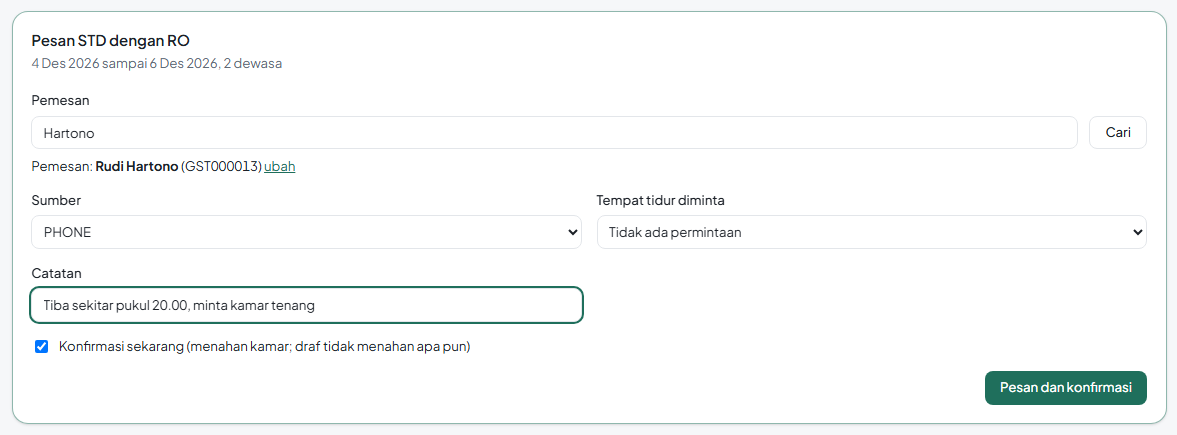 Pesan STD dengan RO
4 Des 2026 sampai 6 Des 2026, 2 dewasa
Pemesan
Hartono
Cari
Pemesan: Rudi Hartono (GST000013) ubah
Sumber
Tempat tidur diminta
PHONE
Tidak ada permintaan
Catatan
Tiba sekitar pukul 20.00, minta kamar tenang
Konfirmasi sekarang (menahan kamar; draf tidak menahan apa pun)
Pesan dan konfirmasi